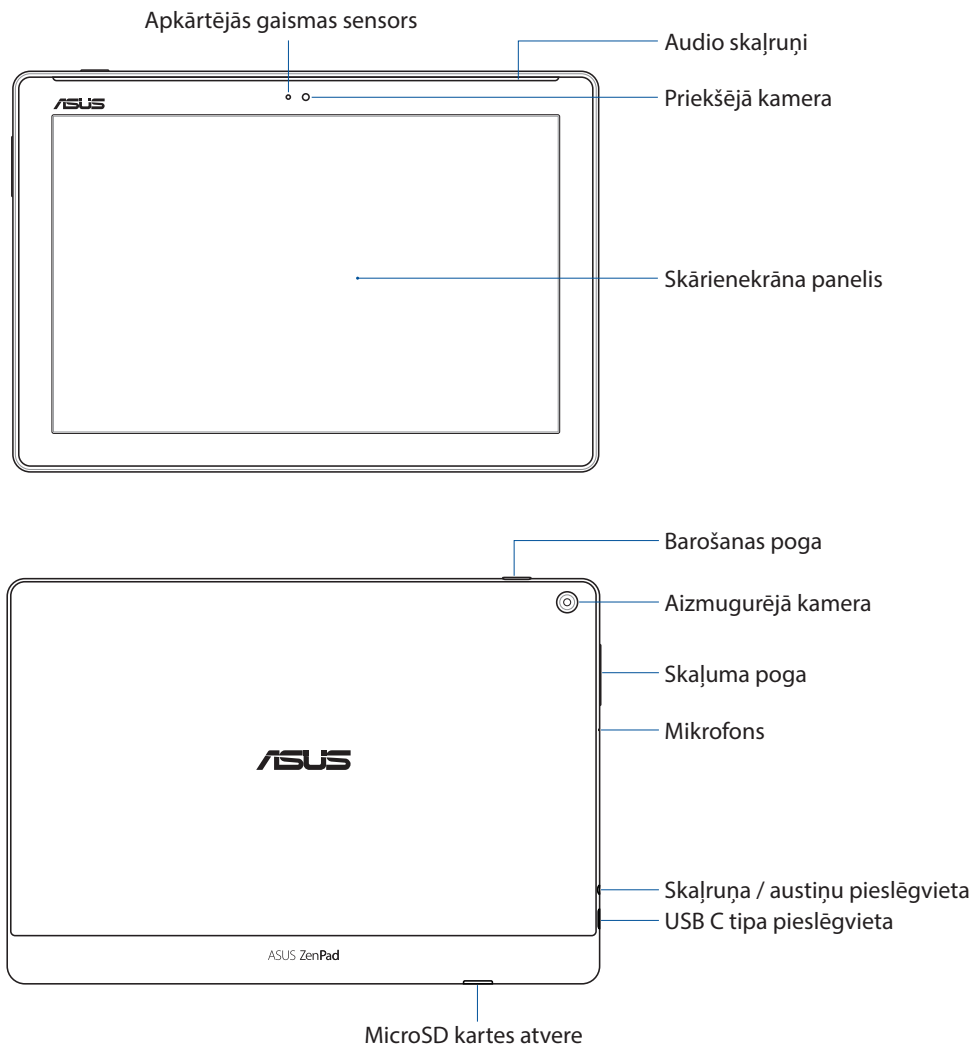 Apkārtējās gaismas sensors
Audio skaļruņi
Priekšējā kamera
ASUS
Skārienekrāna panelis
Barošanas poga
Aizmugurējā kamera
Skaļuma poga
Mikrofons
ASUS
Skaļruņa / austiņu pieslēgvieta
USB C tipa pieslēgvieta
ASUS ZenPad
MicroSD kartes atvere